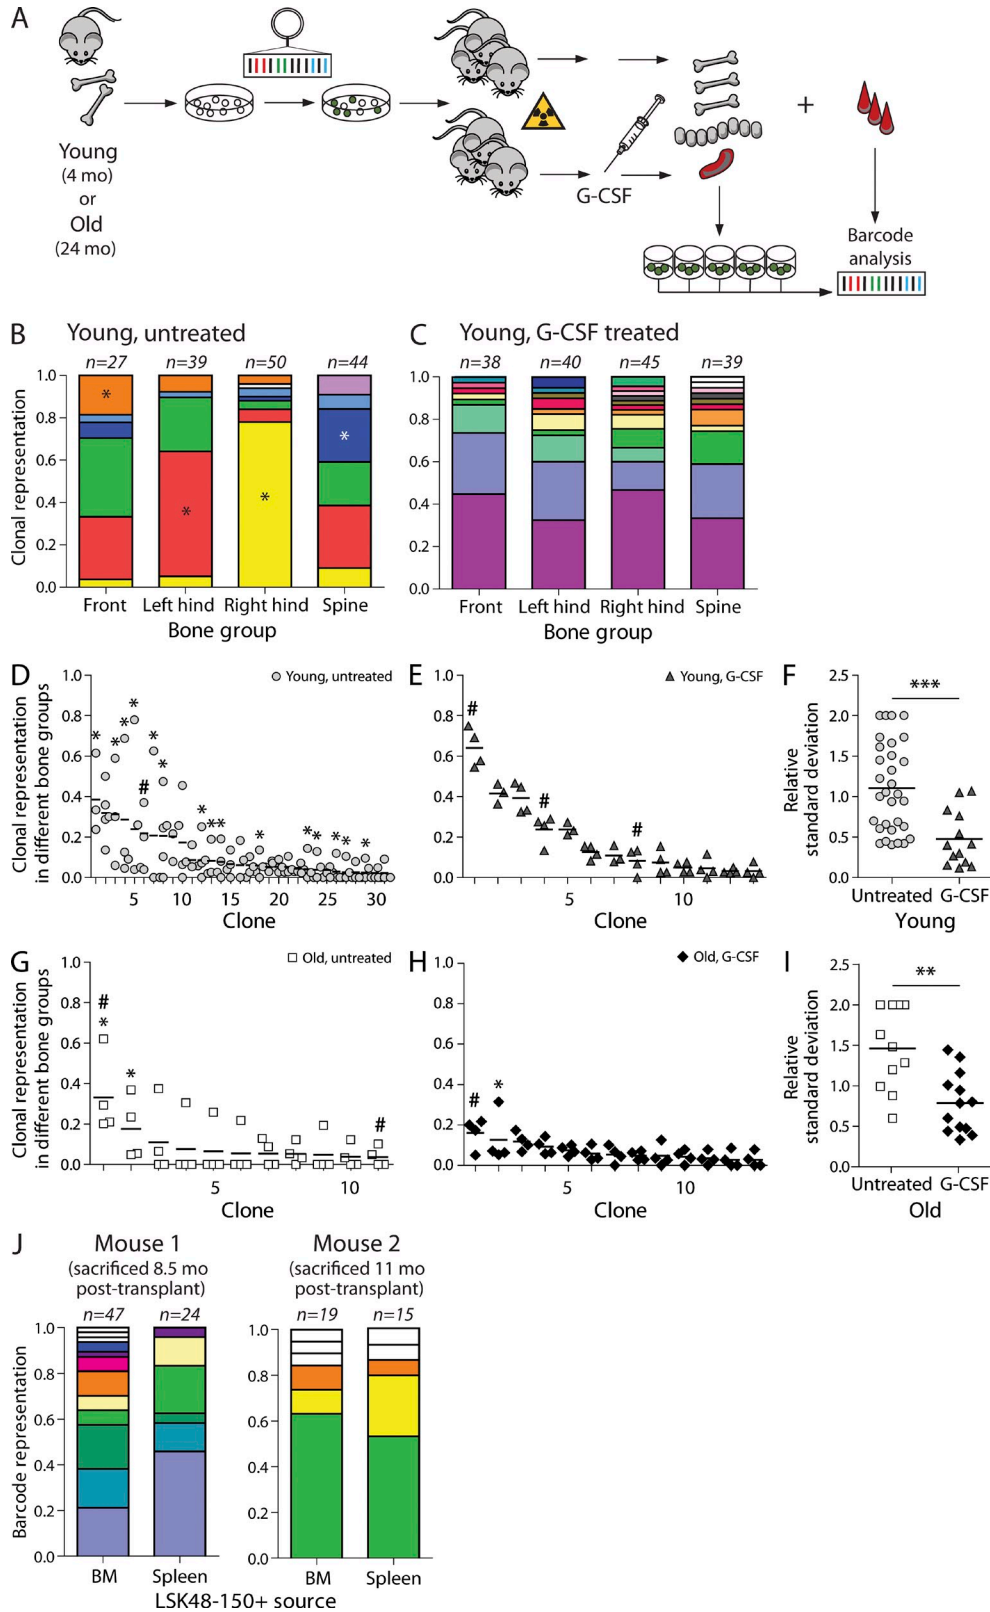 A
Young
(4 mo)
or
Old
(24 mo)
G-CSF
+
Barcode
analysis
B Young, untreated
n=27 n=39 n=50 n=44
Clonal representation
1.0
0.8
0.6
0.4
0.2
0.0
*
*
*
*
Front Left hind Right hind Spine
Bone group
C Young, G-CSF treated
n=38 n=40 n=45 n=39
1.0
0.8
0.6
0.4
0.2
0.0
Front Left hind Right hind Spine
Bone group
D
Young, untreated
Clonal representation
in different bone groups
1.0
0.8
0.6
0.4
0.2
0.0
* * * * # * * * * * * * * * * *
5 10 15 20 25 30
Clone
E
Young, G-CSF
1.0
0.8
0.6
0.4
0.2
0.0
# # #
5 10
Clone
F
Relative
standard deviation
2.5
2.0
1.5
1.0
0.5
0.0
***
Untreated G-CSF
Young
G
Old, untreated
Clonal representation
in different bone groups
1.0
0.8
0.6
0.4
0.2
0.0
#
* * #
5 10
Clone
H
Old, G-CSF
1.0
0.8
0.6
0.4
0.2
0.0
# *
5 10
Clone
I
Relative
standard deviation
2.5
2.0
1.5
1.0
0.5
0.0
**
Untreated G-CSF
Old
J
Mouse 1
(sacrificed 8.5 mo
post-transplant)
n=47 n=24
Barcode representation
1.0
0.8
0.6
0.4
0.2
0.0
BM Spleen
Mouse 2
(sacrificed 11 mo
post-transplant)
n=19 n=15
1.0
0.8
0.6
0.4
0.2
0.0
BM Spleen
LSK48-150+ source